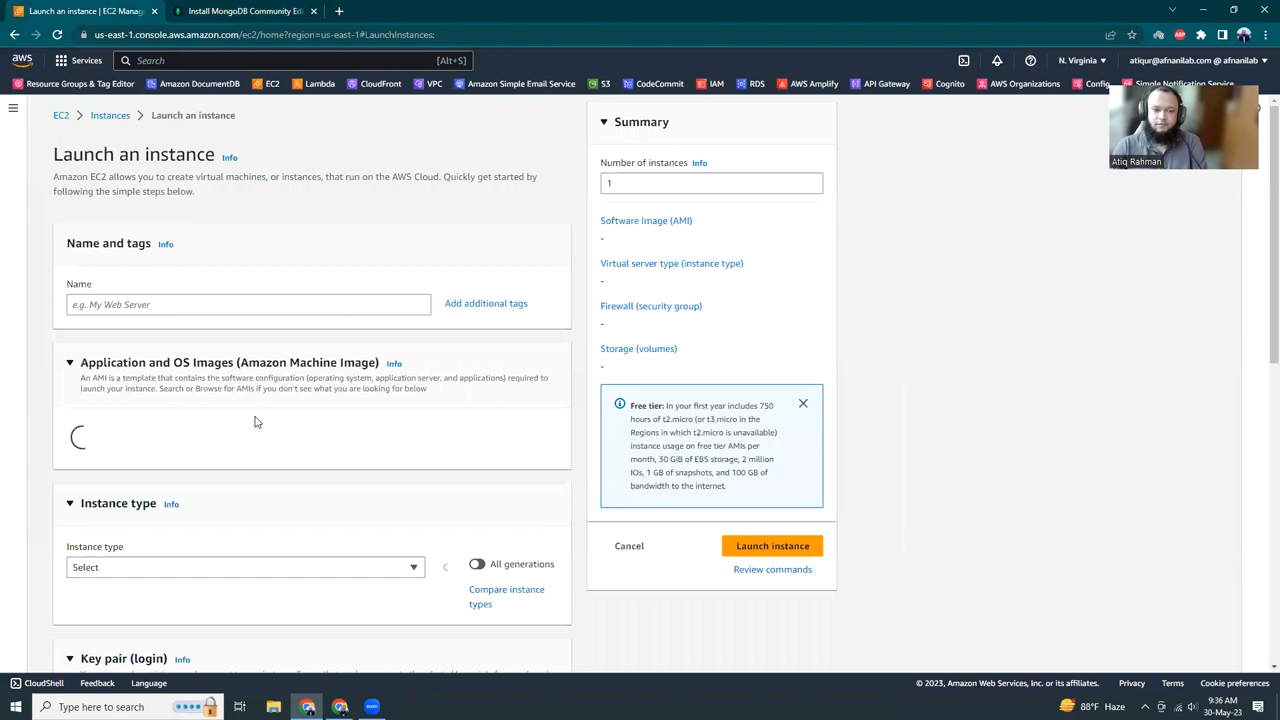 Launch an instance | EC2 Manag
Install MongoDB Community Edi
us-east-1.console.aws.amazon.com/ec2/home?region=us-east-1#LaunchInstances:
aws
Services
Search
[Alt+S]
N. Virginia
atiqur@afnanilab.com @ afnanilab
Resource Groups & Tag Editor
Amazon DocumentDB
EC2
Lambda
CloudFront
VPC
Amazon Simple Email Service
S3
CodeCommit
IAM
RDS
AWS Amplify
API Gateway
Cognito
AWS Organizations
Config
Simple Notification Service
EC2
Instances
Launch an instance
Launch an instance Info
Amazon EC2 allows you to create virtual machines, or instances, that run on the AWS Cloud. Quickly get started by
following the simple steps below.
Name and tags Info
Name
e.g. My Web Server
Add additional tags
Application and OS Images (Amazon Machine Image) Info
An AMI is a template that contains the software configuration (operating system, application server, and applications) required to
launch your instance. Search or Browse for AMIs if you don't see what you are looking for below
Instance type Info
Instance type
Select
All generations
Compare instance
types
Key pair (login) Info
Summary
Number of instances Info
1
Software Image (AMI)
-
Virtual server type (instance type)
-
Firewall (security group)
-
Storage (volumes)
-
Free tier: In your first year includes 750
hours of t2.micro (or t3.micro in the
Regions in which t2.micro is unavailable)
instance usage on free tier AMIs per
month, 30 GiB of EBS storage, 2 million
IOs, 1 GB of snapshots, and 100 GB of
bandwidth to the internet.
Cancel
Launch instance
Review commands
Atiq Rahman
CloudShell
Feedback
Language
© 2023, Amazon Web Services, Inc. or its affiliates.
Privacy
Terms
Cookie preferences
Type here to search
88°F Haze
9:36 AM
30-May-23